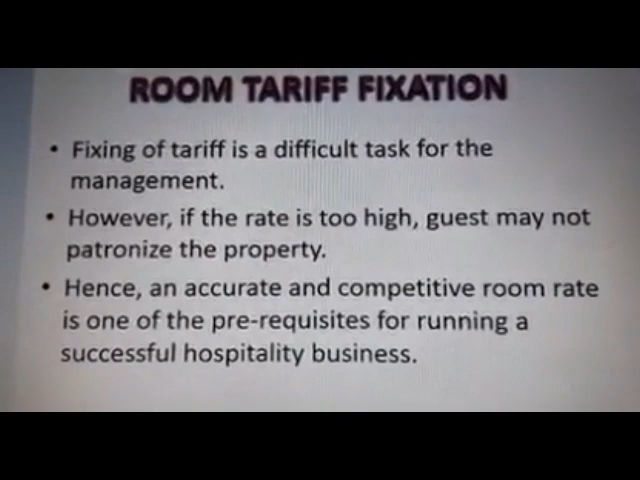 ROOM TARIFF FIXATION
• Fixing of tariff is a difficult task for the
management.
• However, if the rate is too high, guest may not
patronize the property.
• Hence, an accurate and competitive room rate
is one of the pre-requisites for running a
successful hospitality business.